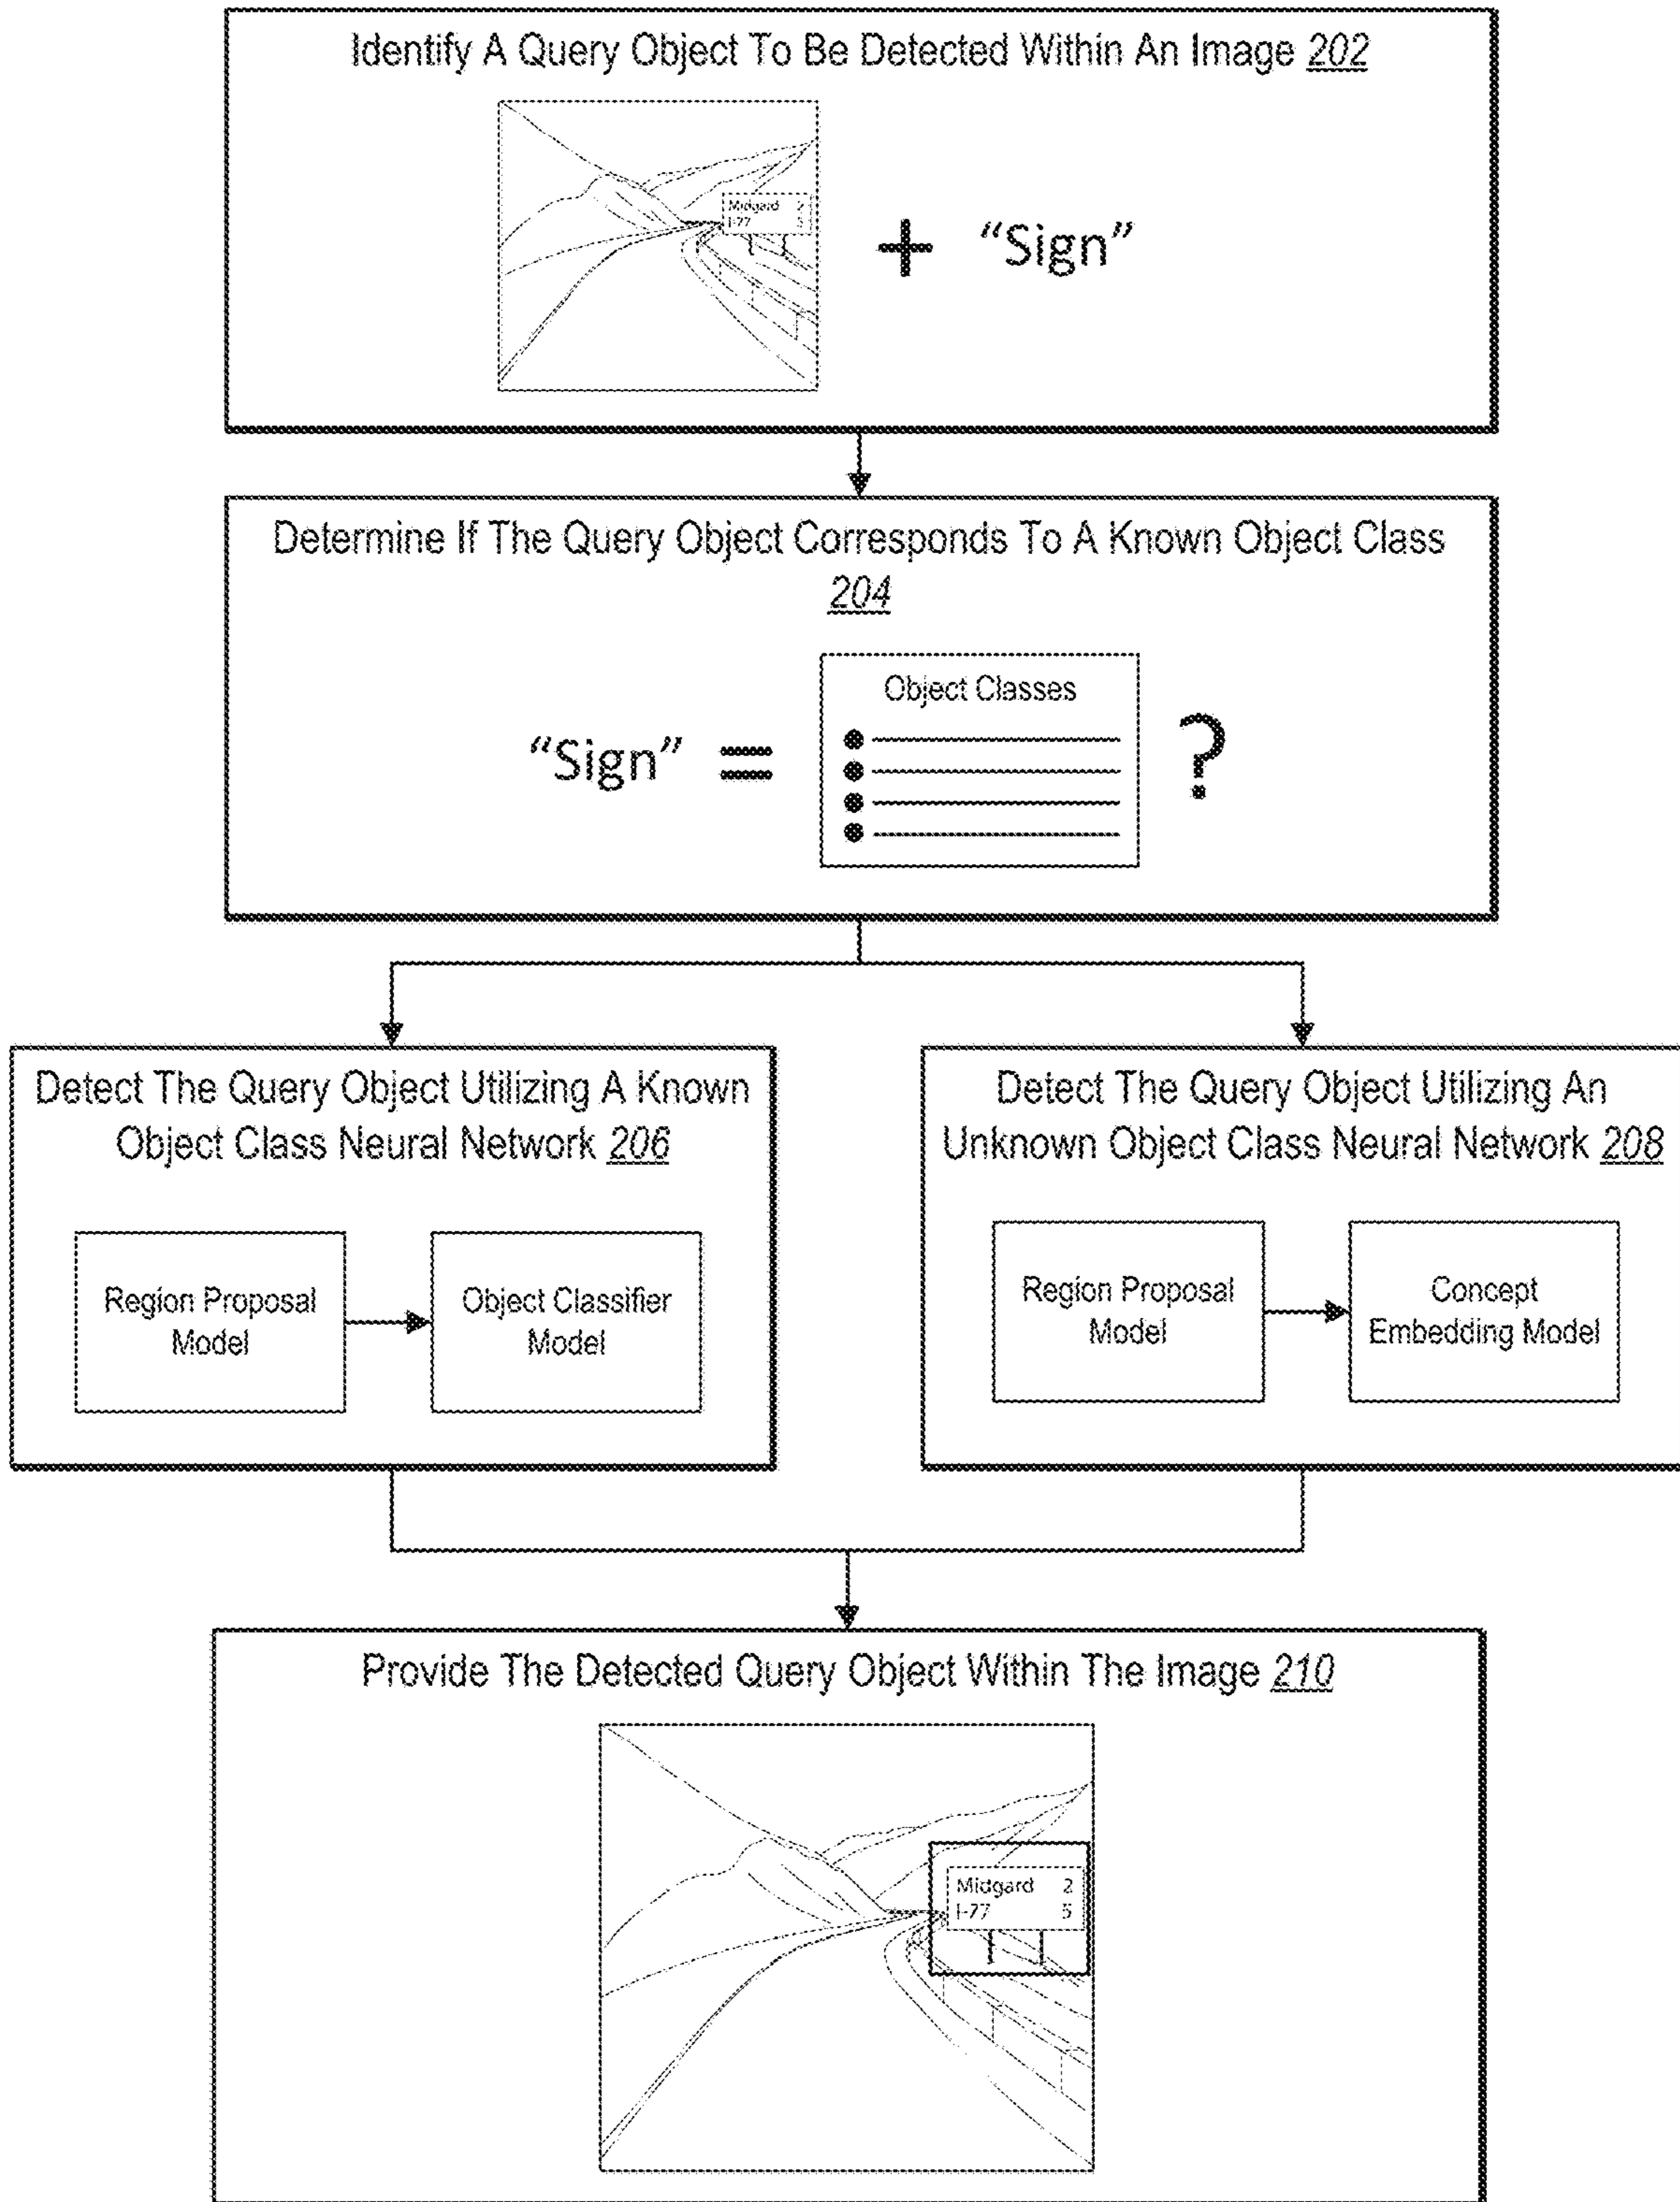 Identify A Query Object To Be Detected Within An Image 202
Midgard 2
I-77 5
+ “Sign”
Determine If The Query Object Corresponds To A Known Object Class
204
“Sign” =
Object Classes
?
Detect The Query Object Utilizing A Known
Object Class Neural Network 206
Region Proposal
Model
Object Classifier
Model
Detect The Query Object Utilizing An
Unknown Object Class Neural Network 208
Region Proposal
Model
Concept
Embedding Model
Provide The Detected Query Object Within The Image 210
Midgard 2
I-77 5